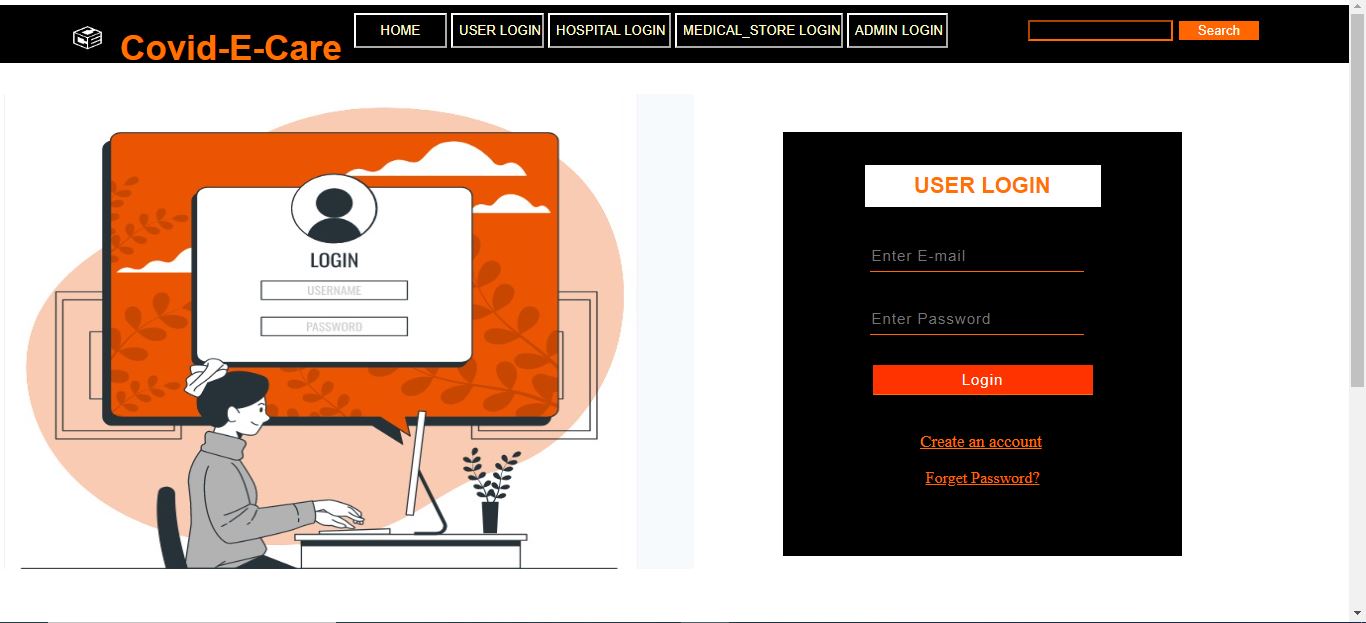 Covid-E-Care
HOME
USER LOGIN
HOSPITAL LOGIN
MEDICAL_STORE LOGIN
ADMIN LOGIN
Search
LOGIN
USERNAME
PASSWORD
USER LOGIN
Enter E-mail
Enter Password
Login
Create an account
Forget Password?